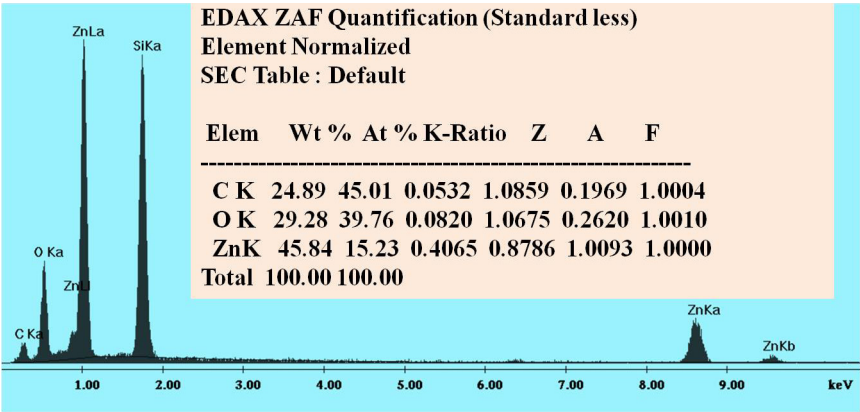 EDAX ZAF Quantification (Standard less)
Element Normalized
SEC Table : Default
Elem Wt % At % K-Ratio Z A F
-----------------------------------------------------------
C K 24.89 45.01 0.0532 1.0859 0.1969 1.0004
O K 29.28 39.76 0.0820 1.0675 0.2620 1.0010
ZnK 45.84 15.23 0.4065 0.8786 1.0093 1.0000
Total 100.00 100.00
ZnLa
SiKa
O Ka
ZnLl
C Ka
ZnKa
ZnKb
1.00 2.00 3.00 4.00 5.00 6.00 7.00 8.00 9.00 keV